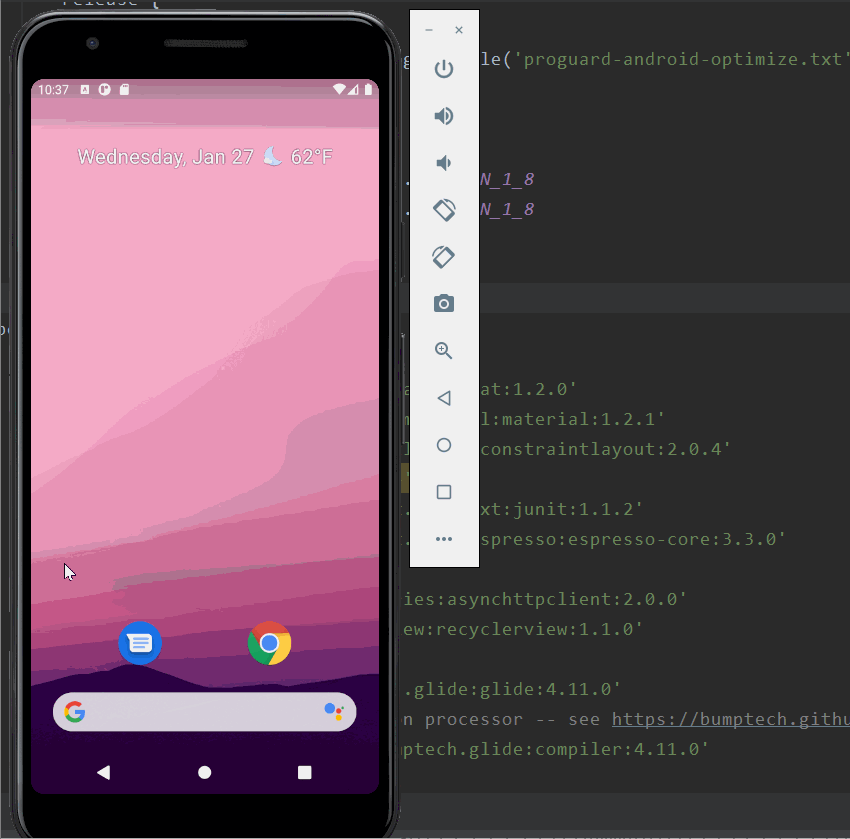 release {
10:37
le('proguard-android-optimize.txt'
Wednesday, Jan 27 62°F
N_1_8
N_1_8
at:1.2.0'
l:material:1.2.1'
constraintlayout:2.0.4'
xt:junit:1.1.2'
spresso:espresso-core:3.3.0'
ies:asynchttpclient:2.0.0'
ew:recyclerview:1.1.0'
.glide:glide:4.11.0'
n processor -- see https://bumptech.githu
ptech.glide:compiler:4.11.0'